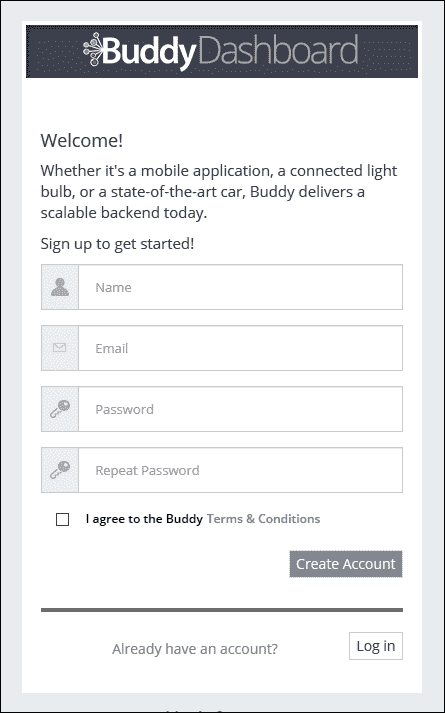 BuddyDashboard
Welcome!
Whether it's a mobile application, a connected light
bulb, or a state-of-the-art car, Buddy delivers a
scalable backend today.
Sign up to get started!
Name
Email
Password
Repeat Password
I agree to the Buddy Terms & Conditions
Create Account
Already have an account?
Log in